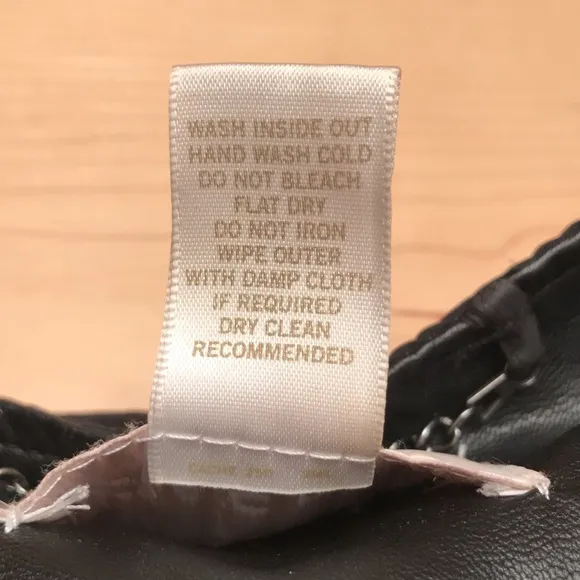 WASH INSIDE OUT
HAND WASH COLD
DO NOT BLEACH
FLAT DRY
DO NOT IRON
WIPE OUTER
WITH DAMP CLOTH
IF REQUIRED
DRY CLEAN
RECOMMENDED